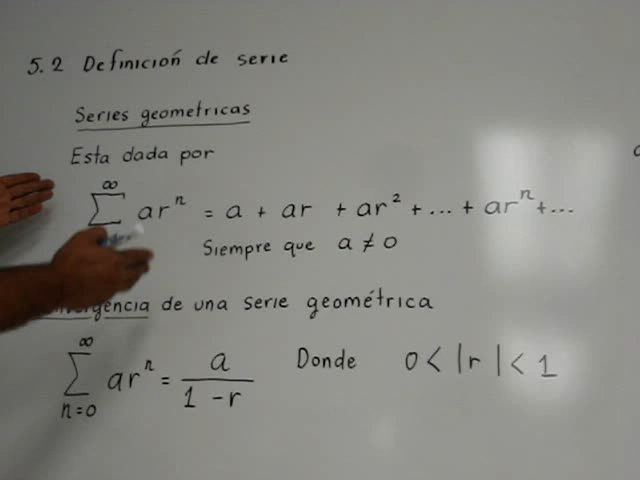 5.2 Definición de serie
Series geometricas
Esta dada por
∞
∑ ar^n = a + ar + ar^2 + ... + ar^n + ...
Siempre que a ≠ 0
de una serie geométrica
∞
∑ ar^n = a / (1 - r) Donde 0 < |r| < 1
n=0